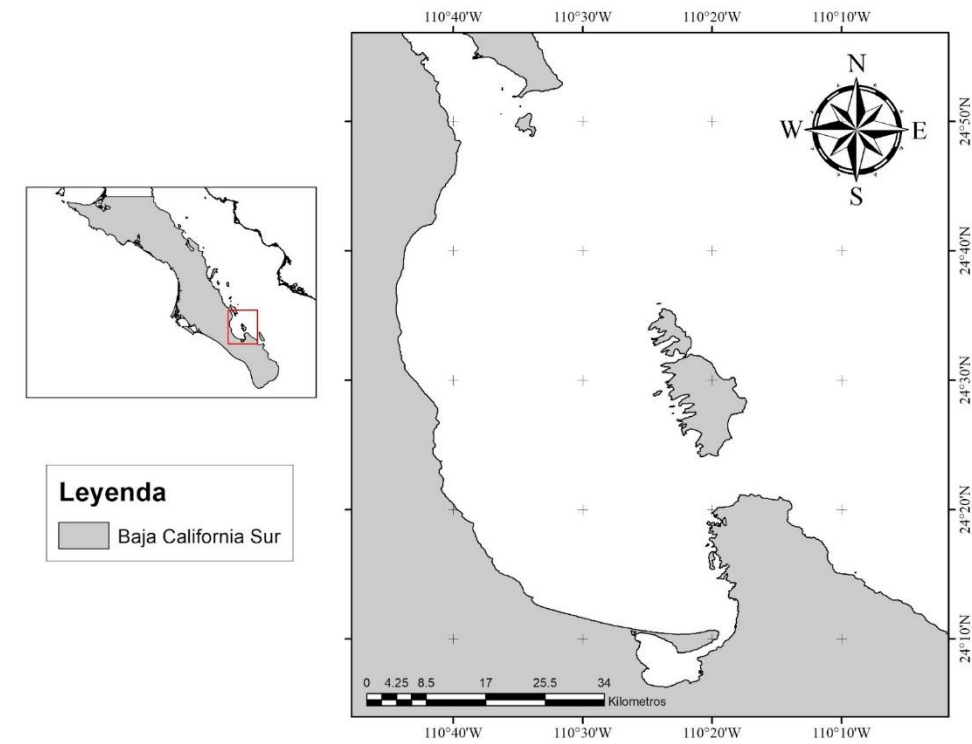 110°40'W 110°30'W 110°20'W 110°10'W
N
W E
S
24°50'N
24°40'N
24°30'N
24°20'N
24°10'N
Leyenda
Baja California Sur
0 4.25 8.5 17 25.5 34
Kilometros
110°40'W 110°30'W 110°20'W 110°10'W